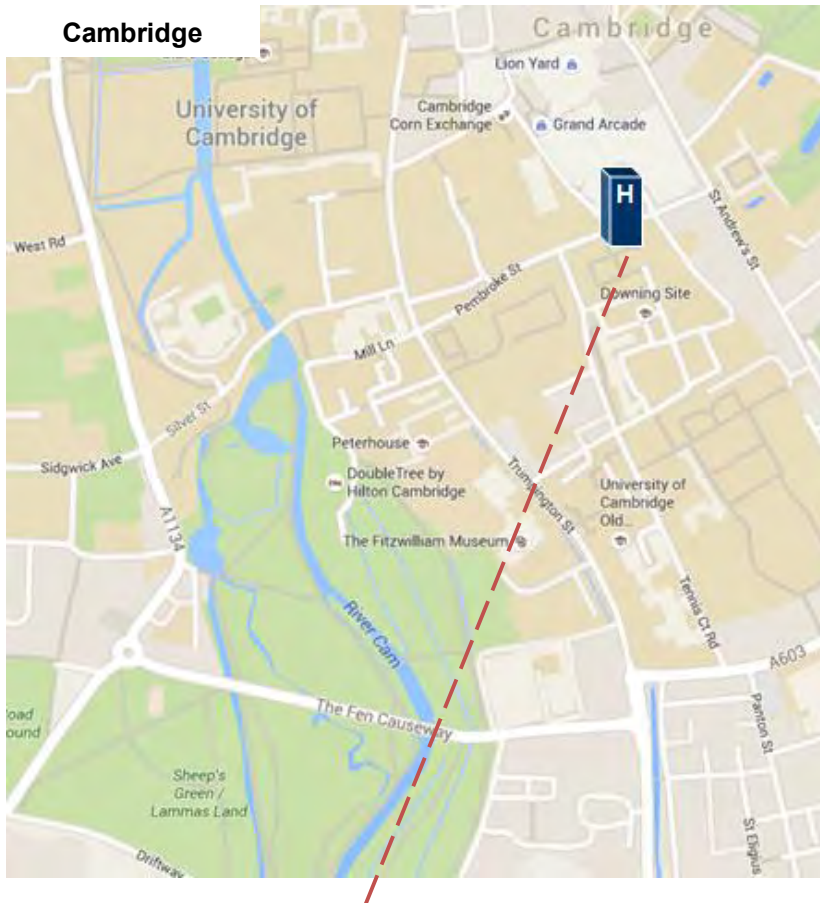 Cambridge
Cambridge
Lion Yard
University of
Cambridge
Cambridge
Corn Exchange
Grand Arcade
H
St Andrew's St
West Rd
Pembroke St
Downing Site
Mill Ln
Silver St
Peterhouse
Sidgwick Ave
DoubleTree by
Hilton Cambridge
Trumpington St
University of
Cambridge
Old...
A1134
The Fitzwilliam Museum
Tennis Ct Rd
River Cam
A603
The Fen Causeway
Panton St
Sheep's
Green /
Lammas Land
St Eligius
Driftway